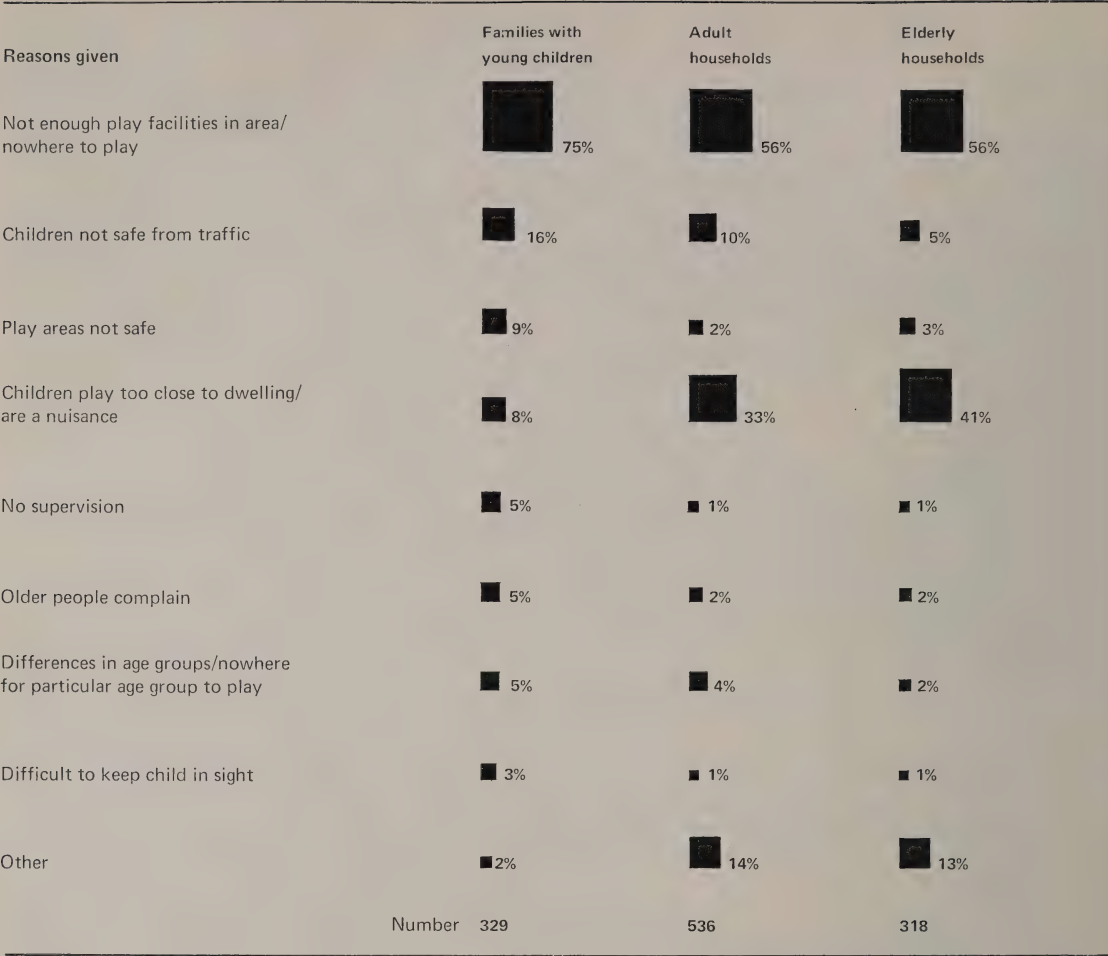 Reasons given
Families with
young children
Adult
households
Elderly
households
Not enough play facilities in area/
nowhere to play
75%
56%
56%
Children not safe from traffic
16%
10%
5%
Play areas not safe
9%
2%
3%
Children play too close to dwelling/
are a nuisance
8%
33%
41%
No supervision
5%
1%
1%
Older people complain
5%
2%
2%
Differences in age groups/nowhere
for particular age group to play
5%
4%
2%
Difficult to keep child in sight
3%
1%
1%
Other
2%
14%
13%
Number 329 536 318